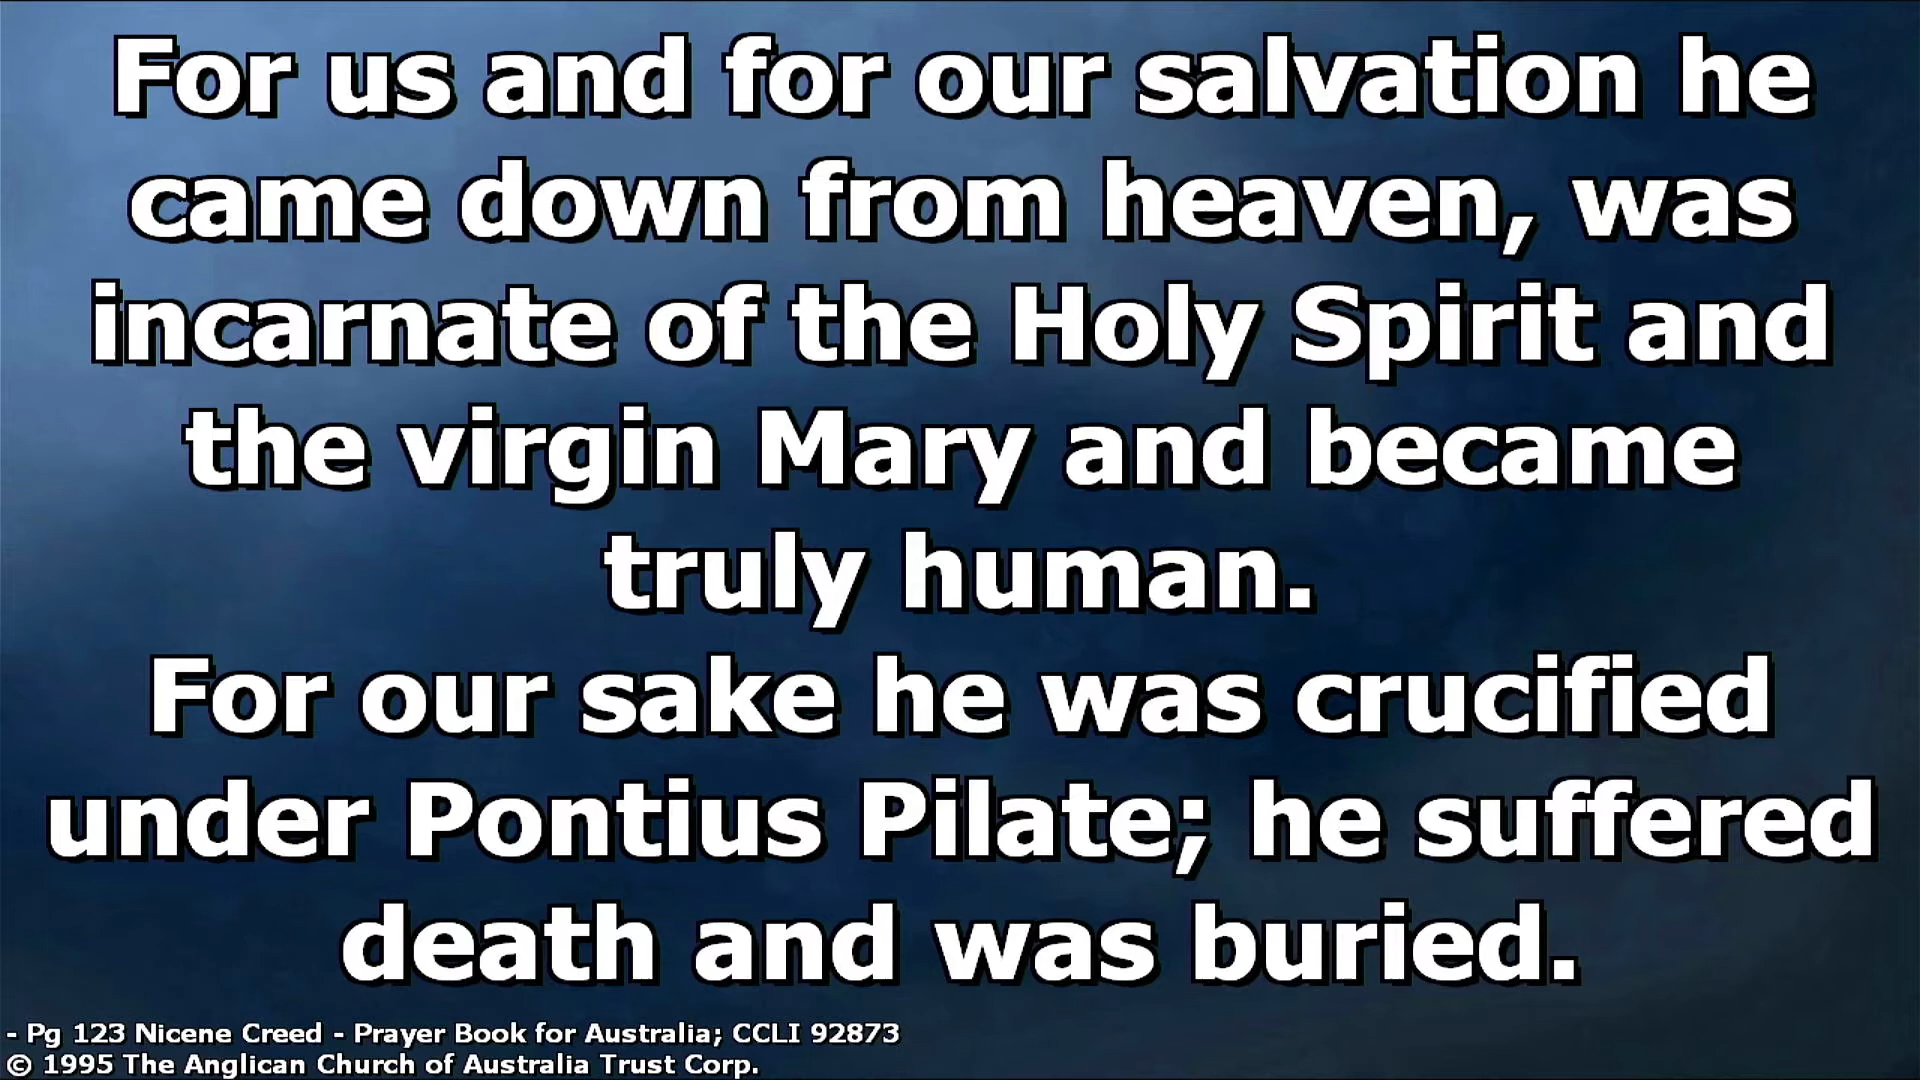 For us and for our salvation he
came down from heaven, was
incarnate of the Holy Spirit and
the virgin Mary and became
truly human.
For our sake he was crucified
under Pontius Pilate; he suffered
death and was buried.
- Pg 123 Nicene Creed - Prayer Book for Australia; CCLI 92873
© 1995 The Anglican Church of Australia Trust Corp.